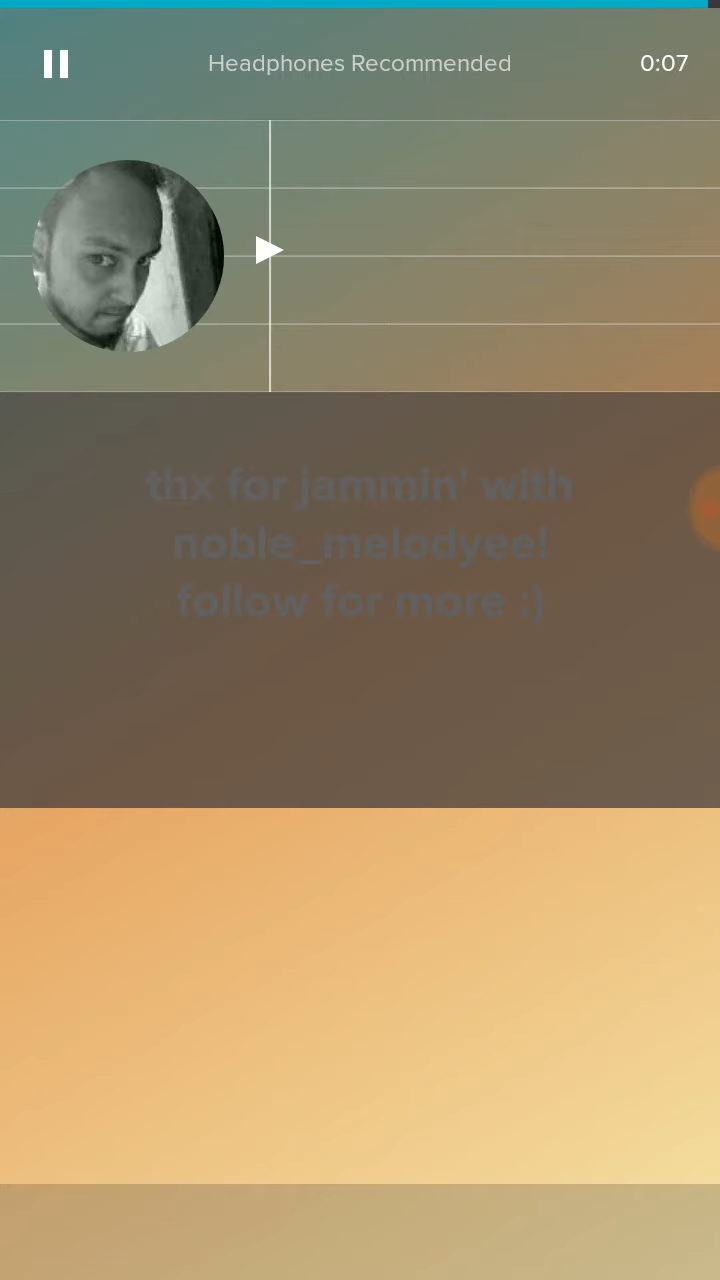 Headphones Recommended
0:07
thx for jammin' with
noble_melodyee!
follow for more :)